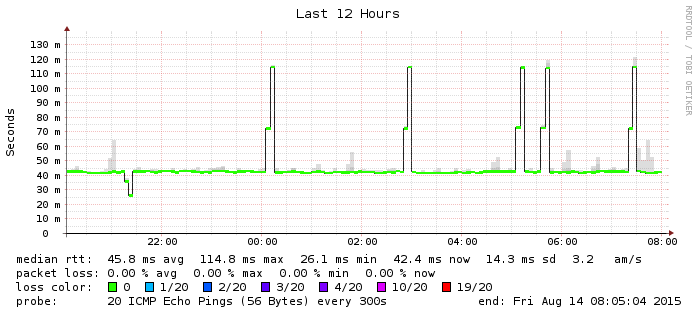 Last 12 Hours
RRDTOOL / TOBI OETIKER
Seconds
130 m
120 m
110 m
100 m
90 m
80 m
70 m
60 m
50 m
40 m
30 m
20 m
10 m
0
22:00 00:00 02:00 04:00 06:00 08:00
median rtt: 45.8 ms avg 114.8 ms max 26.1 ms min 42.4 ms now 14.3 ms sd 3.2 am/s
packet loss: 0.00 % avg 0.00 % max 0.00 % min 0.00 % now
loss color: 0 1/20 2/20 3/20 4/20 10/20 19/20
probe: 20 ICMP Echo Pings (56 Bytes) every 300s end: Fri Aug 14 08:05:04 2015